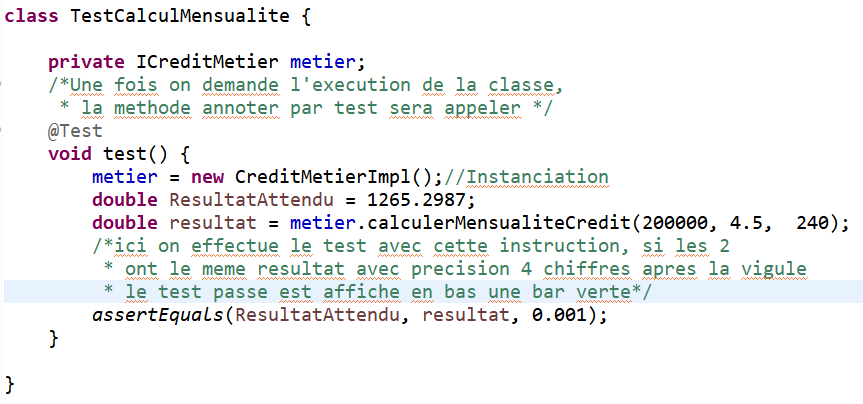 class TestCalculMensualite {
private ICreditMetier metier;
/*Une fois on demande l'execution de la classe,
* la methode annoter par test sera appeler */
@Test
void test() {
metier = new CreditMetierImpl();//Instanciation
double ResultatAttendu = 1265.2987;
double resultat = metier.calculerMensualiteCredit(200000, 4.5,  240);
/*ici on effectue le test avec cette instruction, si les 2
* ont le meme resultat avec precision 4 chiffres apres la vigule
* le test passe est affiche en bas une bar verte*/
assertEquals(ResultatAttendu, resultat, 0.001);
}
}